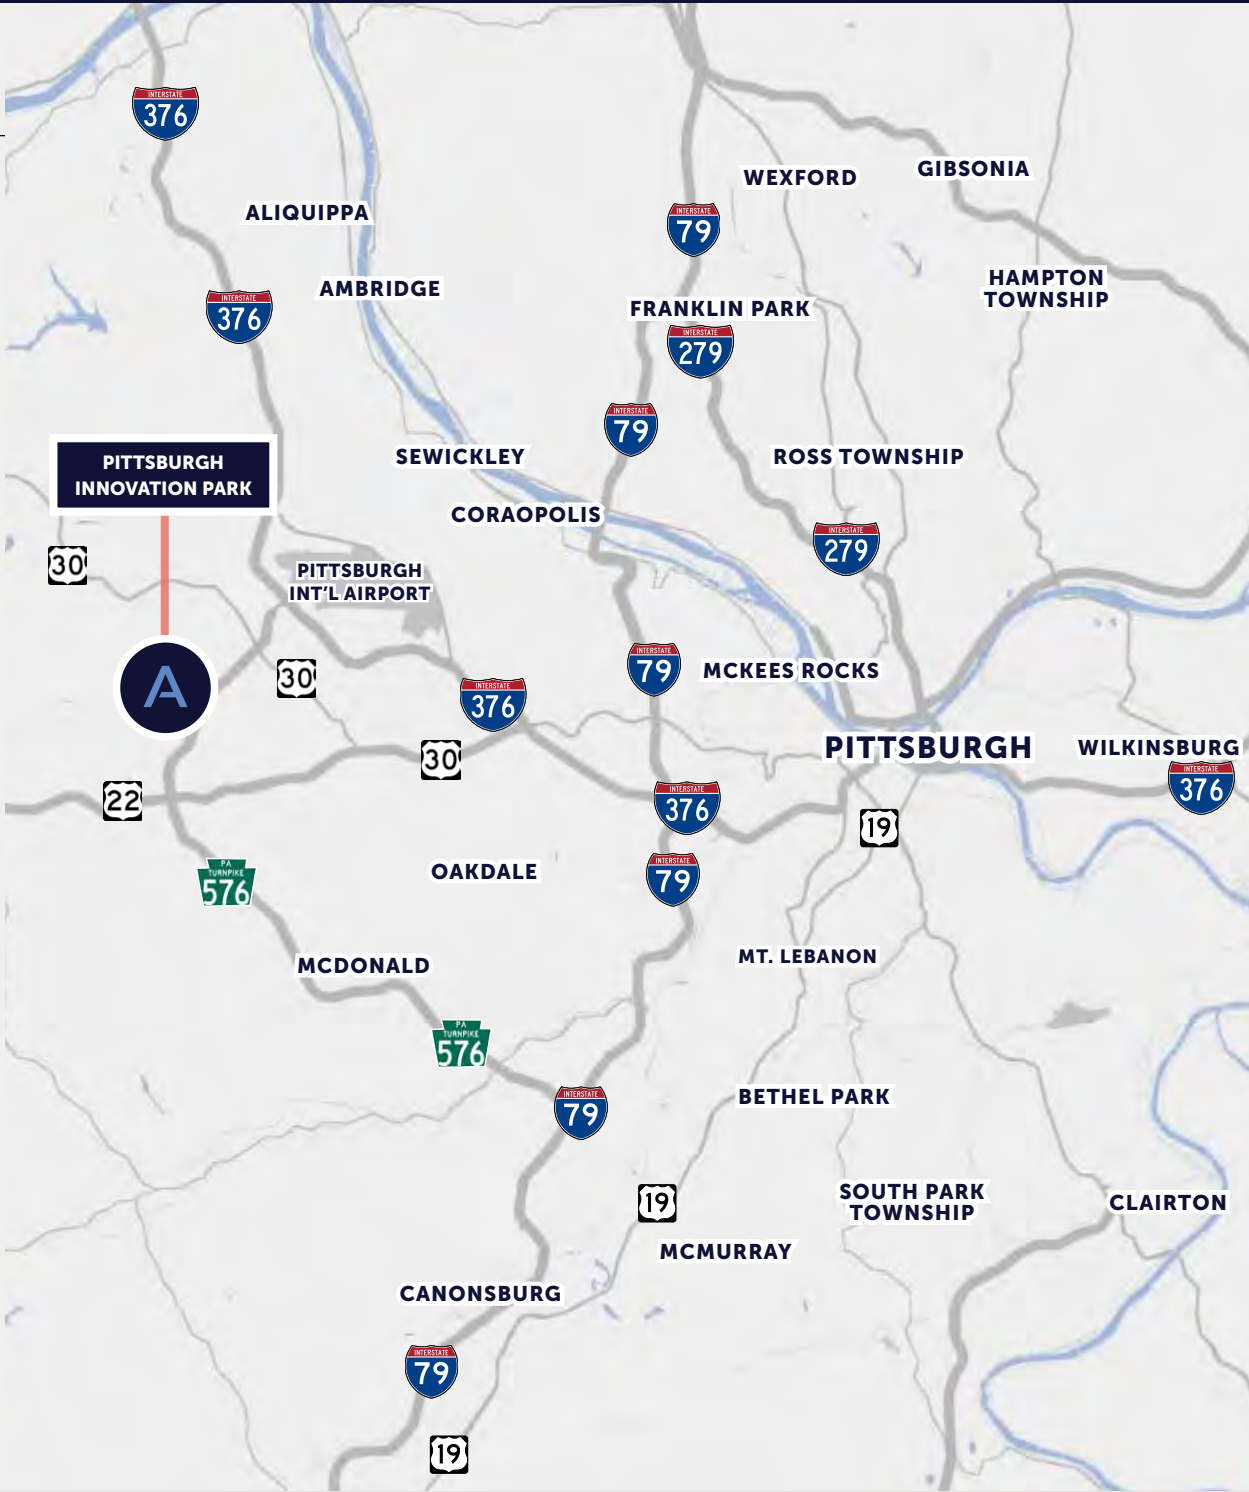 INTERSTATE
376
WEXFORD
GIBSONIA
ALIQUIPPA
INTERSTATE
79
AMBRIDGE
HAMPTON
TOWNSHIP
INTERSTATE
376
FRANKLIN PARK
INTERSTATE
279
INTERSTATE
79
PITTSBURGH
INNOVATION PARK
SEWICKLEY
ROSS TOWNSHIP
CORAOPOLIS
INTERSTATE
279
30
PITTSBURGH
INT'L AIRPORT
A
30
INTERSTATE
79
MCKEES ROCKS
INTERSTATE
376
30
PITTSBURGH
WILKINSBURG
INTERSTATE
376
22
INTERSTATE
376
19
PA
TURNPIKE
576
OAKDALE
INTERSTATE
79
MCDONALD
MT. LEBANON
PA
TURNPIKE
576
INTERSTATE
79
BETHEL PARK
19
SOUTH PARK
TOWNSHIP
CLAIRTON
MCMURRAY
CANONSBURG
INTERSTATE
79
19